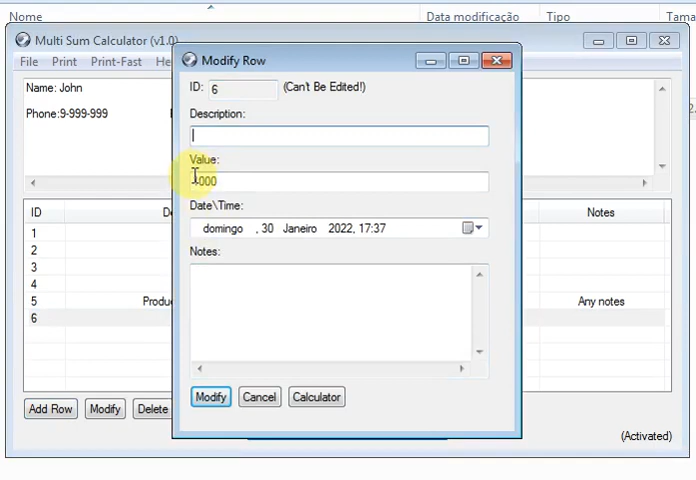 Nome Data modificação Tipo Tama
Multi Sum Calculator (v1.0)
File Print Print-Fast He
Name: John
Phone:9-999-999
ID De Notes
1
2
3
4
5 Produ Any notes
6
Add Row Modify Delete
(Activated)
Modify Row
ID: 6 (Can't Be Edited!)
Description:
Value:
000
Date\Time:
domingo , 30 Janeiro 2022, 17:37
Notes:
Modify Cancel Calculator